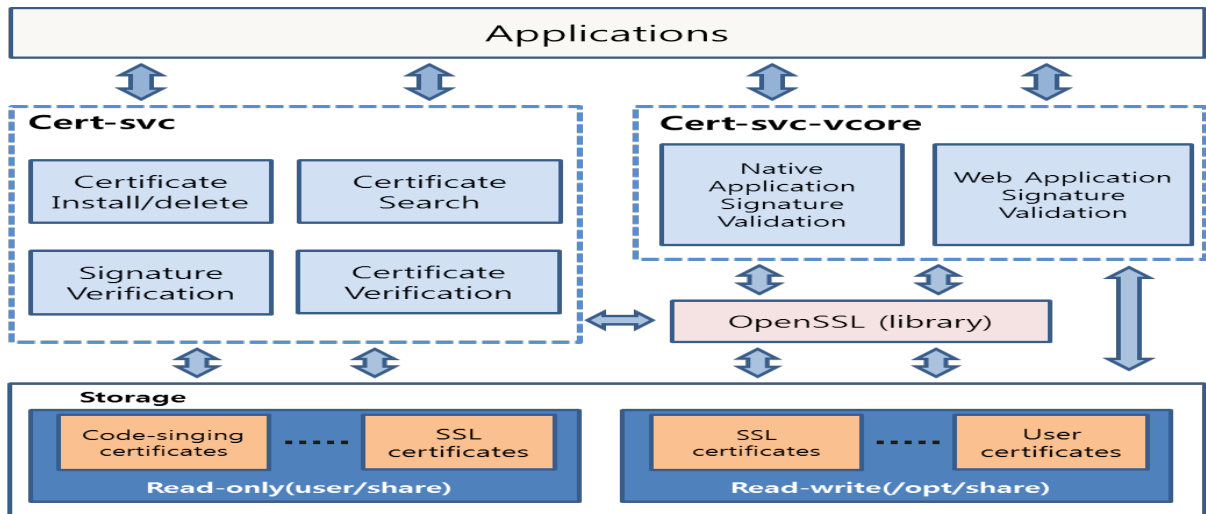 Applications
Cert-svc
Certificate
Install/delete
Certificate
Search
Signature
Verification
Certificate
Verification
Cert-svc-vcore
Native
Application
Signature
Validation
Web Application
Signature
Validation
OpenSSL (library)
Storage
Code-singing
certificates
SSL
certificates
Read-only(user/share)
SSL
certificates
User
certificates
Read-write(/opt/share)